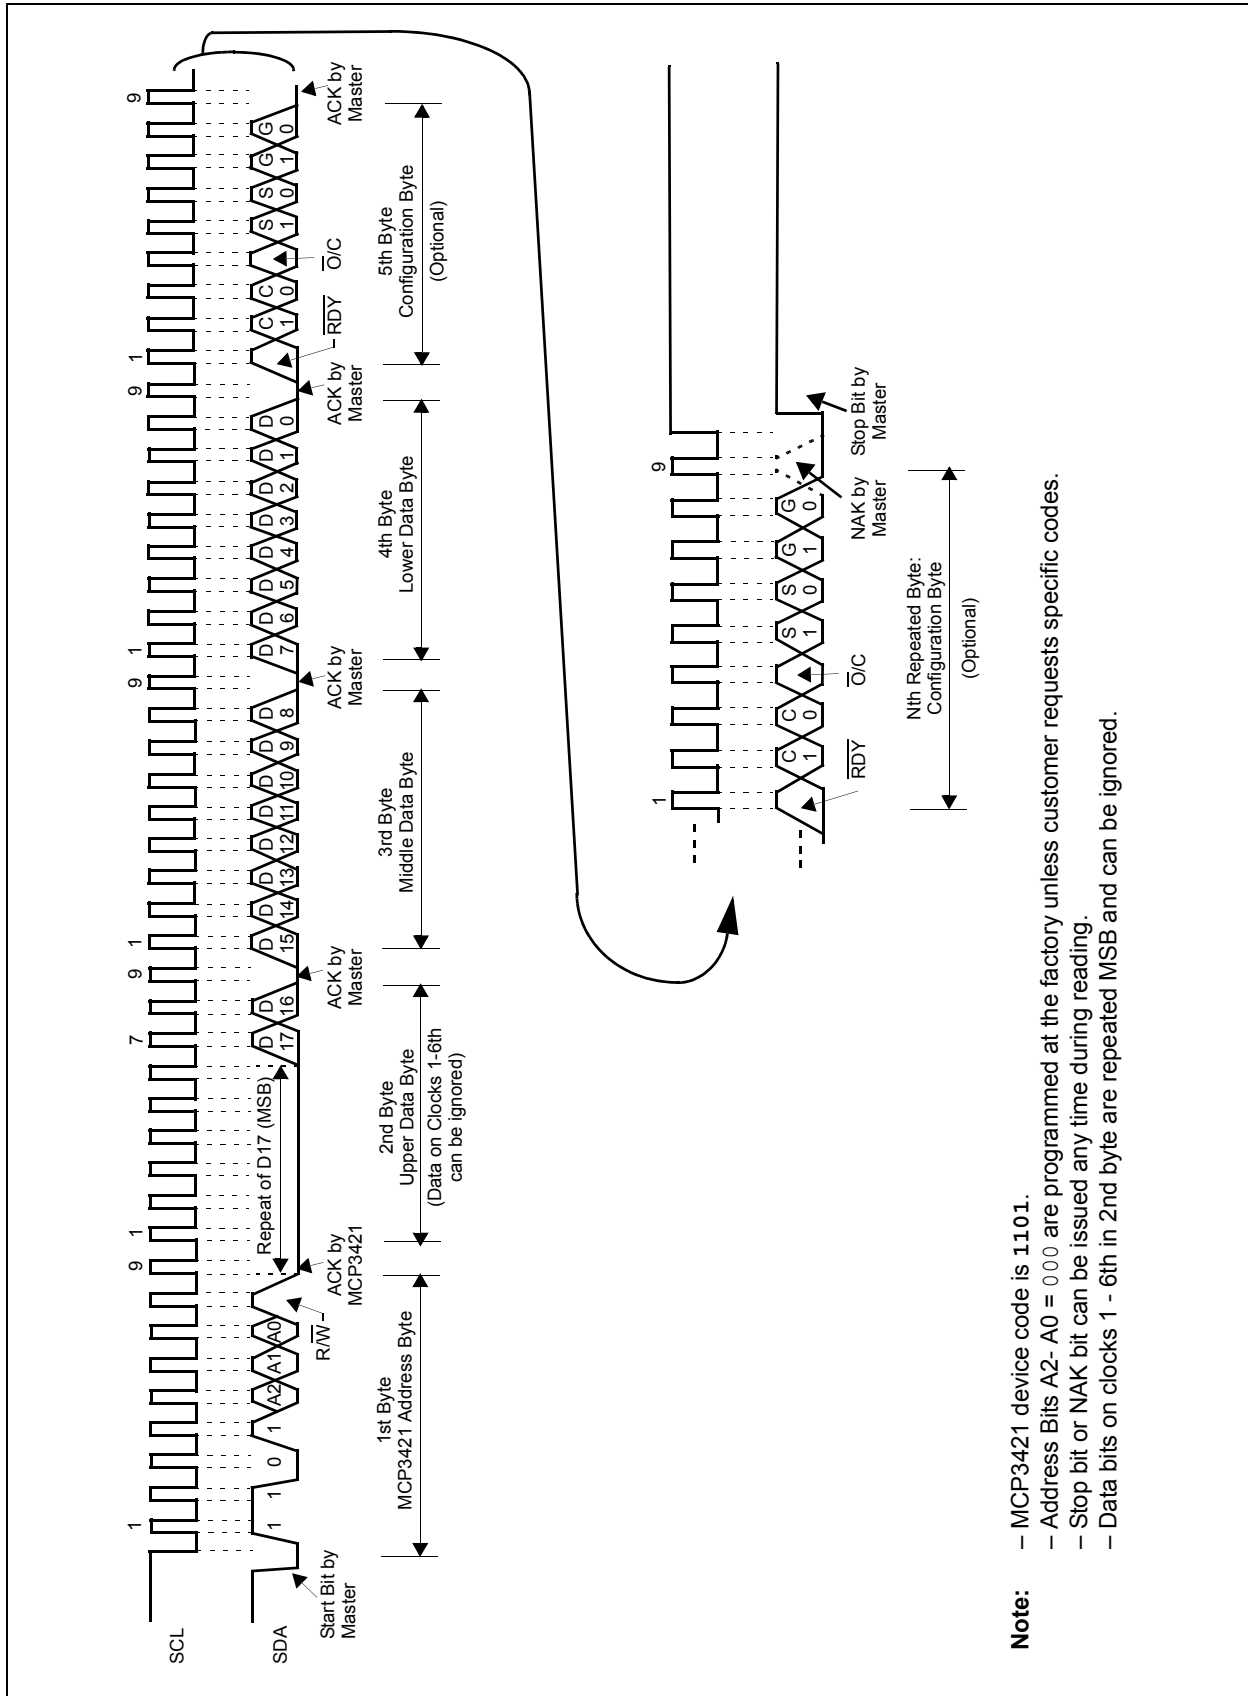 SCL
1
9
1
7
9
1
9
1
9
1
9
SDA
1
1
0
1
A2
A1
A0
Repeat of D17 (MSB)
D
17
D
16
D
15
D
14
D
13
D
12
D
11
D
10
D
9
D
8
D
7
D
6
D
5
D
4
D
3
D
2
D
1
D
0
C
1
C
0
S
1
S
0
G
1
G
0
Start Bit by
Master
R/W̅
ACK by
MCP3421
ACK by
Master
ACK by
Master
ACK by
Master
R̅D̅Y̅
O̅/C
ACK by
Master
1st Byte
MCP3421 Address Byte
2nd Byte
Upper Data Byte
(Data on Clocks 1-6th
can be ignored)
3rd Byte
Middle Data Byte
4th Byte
Lower Data Byte
5th Byte
Configuration Byte
(Optional)
1
9
C
1
C
0
S
1
S
0
G
1
G
0
R̅D̅Y̅
O̅/C
NAK by
Master
Stop Bit by
Master
Nth Repeated Byte:
Configuration Byte
(Optional)
Note: – MCP3421 device code is 1101.
– Address Bits A2- A0 = 000 are programmed at the factory unless customer requests specific codes.
– Stop bit or NAK bit can be issued any time during reading.
– Data bits on clocks 1 - 6th in 2nd byte are repeated MSB and can be ignored.